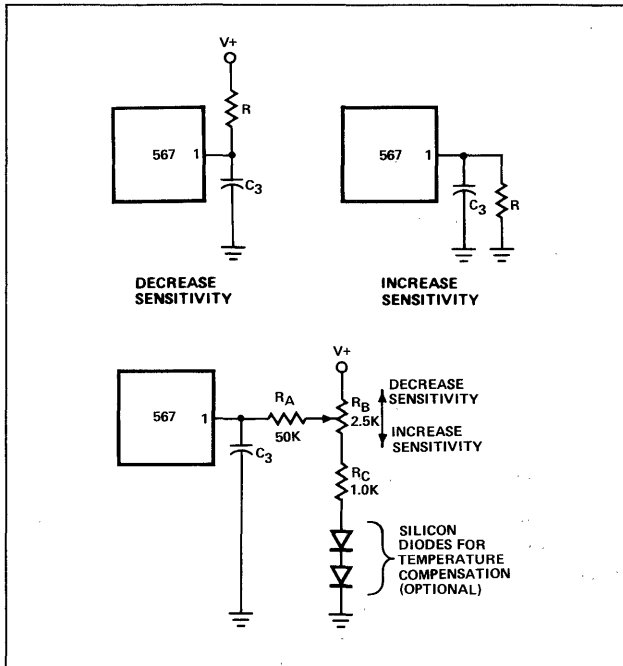 V+
R
567 1
C3
DECREASE
SENSITIVITY
567 1
C3
R
INCREASE
SENSITIVITY
V+
567 1
RA
50K
C3
RB
2.5K
DECREASE
SENSITIVITY
INCREASE
SENSITIVITY
RC
1.0K
SILICON
DIODES FOR
TEMPERATURE
COMPENSATION
(OPTIONAL)